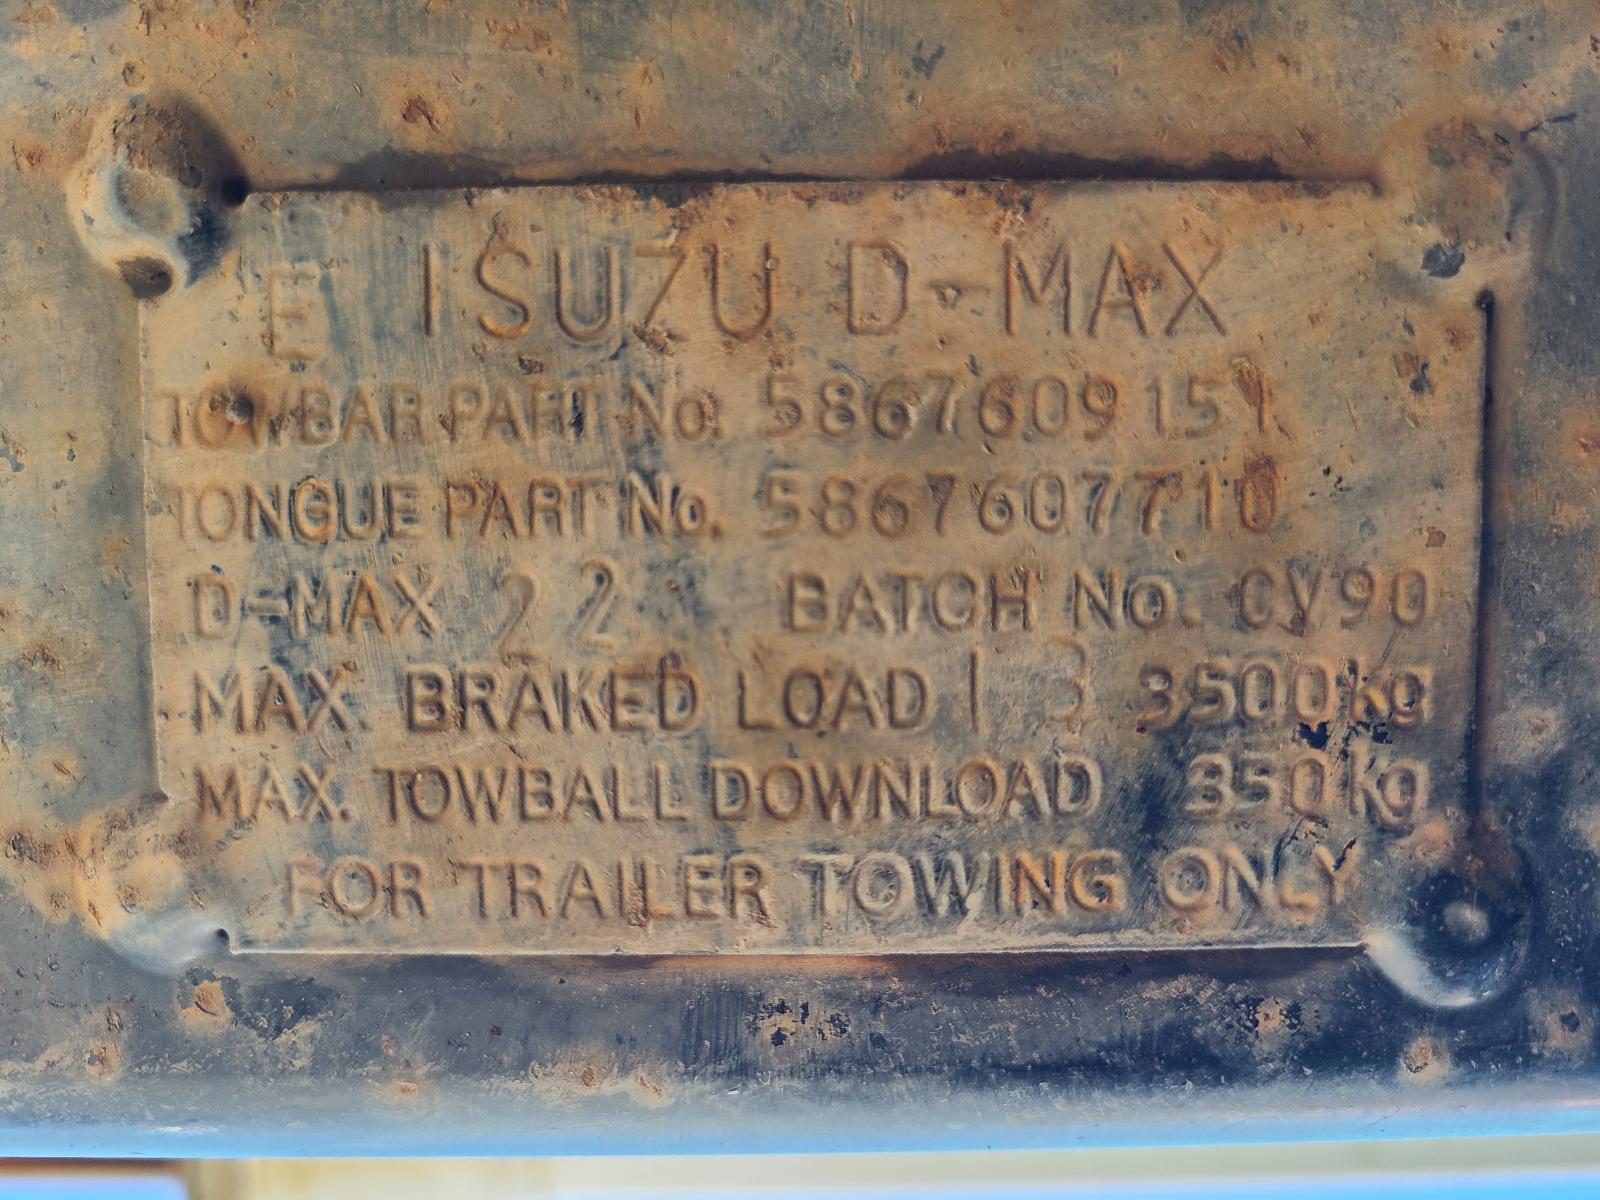 E ISUZU D-MAX
TOWBAR PART No. 5867609151
TONGUE PART No. 5867607710
D-MAX 22 BATCH No. CY90
MAX. BRAKED LOAD 13 3500kg
MAX. TOWBALL DOWNLOAD 350kg
FOR TRAILER TOWING ONLY